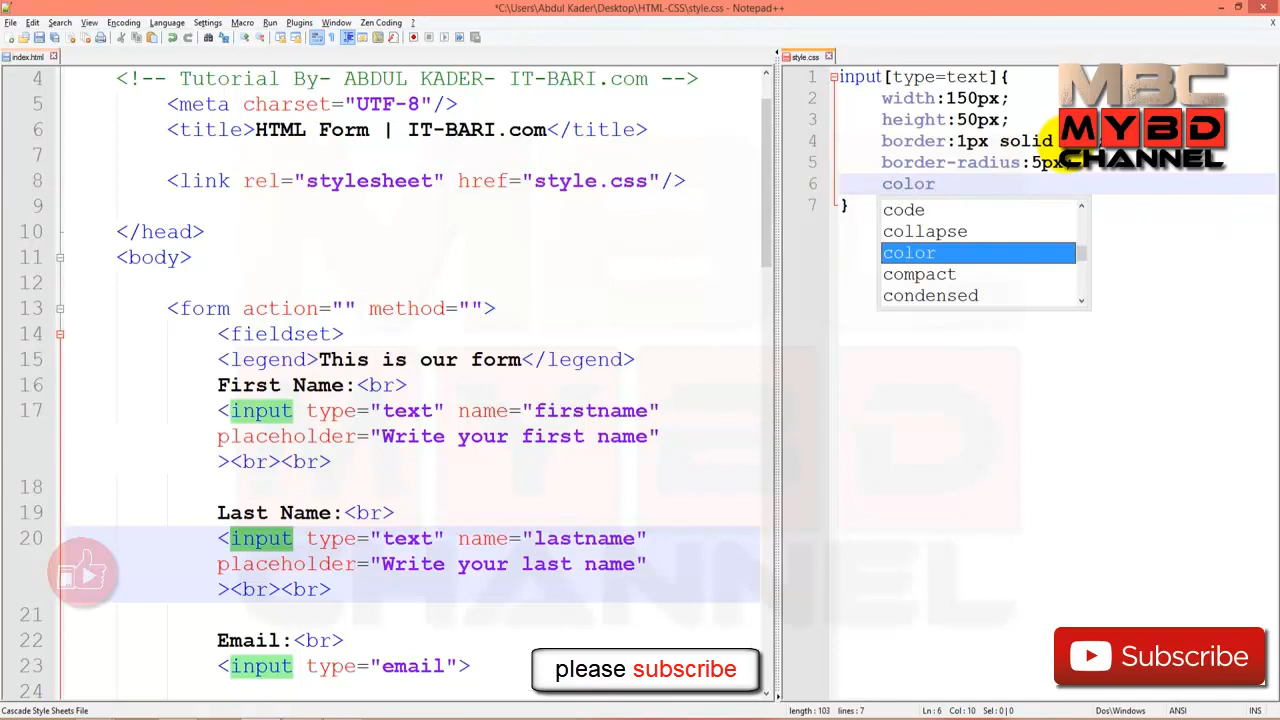 *C:\Users\Abdul Kader\Desktop\HTML-CSS\style.css - Notepad++
File Edit Search View Encoding Language Settings Macro Run Plugins Window Zen Coding ?
index.html
4 <!-- Tutorial By- ABDUL KADER- IT-BARI.com -->
5 <meta charset="UTF-8"/>
6 <title>HTML Form | IT-BARI.com</title>
7
8 <link rel="stylesheet" href="style.css"/>
9
10 </head>
11 <body>
12
13 <form action="" method="">
14 <fieldset>
15 <legend>This is our form</legend>
16 First Name:<br>
17 <input type="text" name="firstname"
placeholder="Write your first name"
><br><br>
18
19 Last Name:<br>
20 <input type="text" name="lastname"
placeholder="Write your last name"
><br><br>
21
22 Email:<br>
23 <input type="email">
24
style.css
1 input[type=text]{
2 width:150px;
3 height:50px;
4 border:1px solid
5 border-radius:5px
6 color
7 }
code
collapse
color
compact
condensed
MBC
MYBD
CHANNEL
MBC
MYBD
CHANNEL
please subscribe
Subscribe
Cascade Style Sheets File
length : 103 lines : 7
Ln : 6 Col : 10 Sel : 0 | 0
Dos\Windows
ANSI
INS